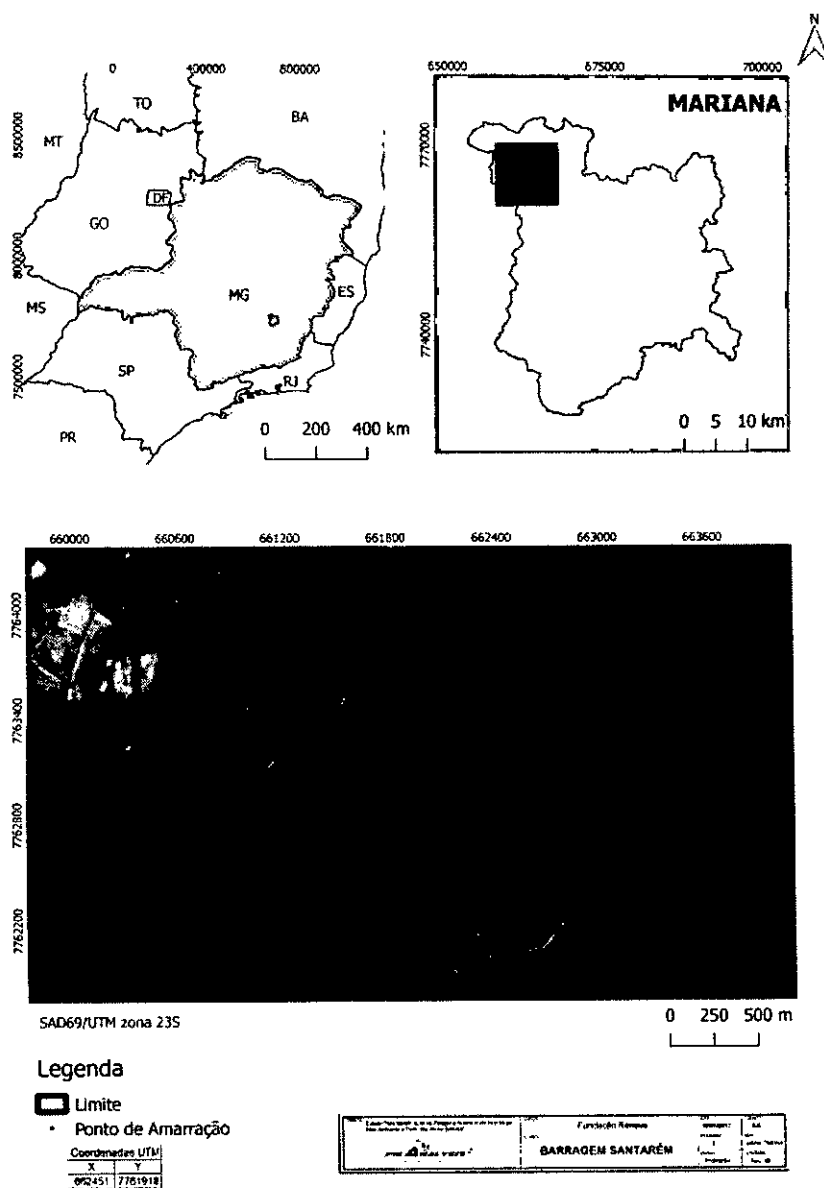 N
0 400000 800000
8500000
8000000
7500000
TO
BA
MT
DF
GO
MG
ES
MS
SP
RJ
PR
0 200 400 km
650000 675000 700000
7770000
7740000
MARIANA
0 5 10 km
660000 660600 661200 661800 662400 663000 663600
7764000
7763400
7762800
7762200
SAD69/UTM zona 23S
0 250 500 m
Legenda
Limite
Ponto de Amarração
Coordenadas UTM
X Y
662451 7761918
Fundação Renova
BARRAGEM SANTARÉM